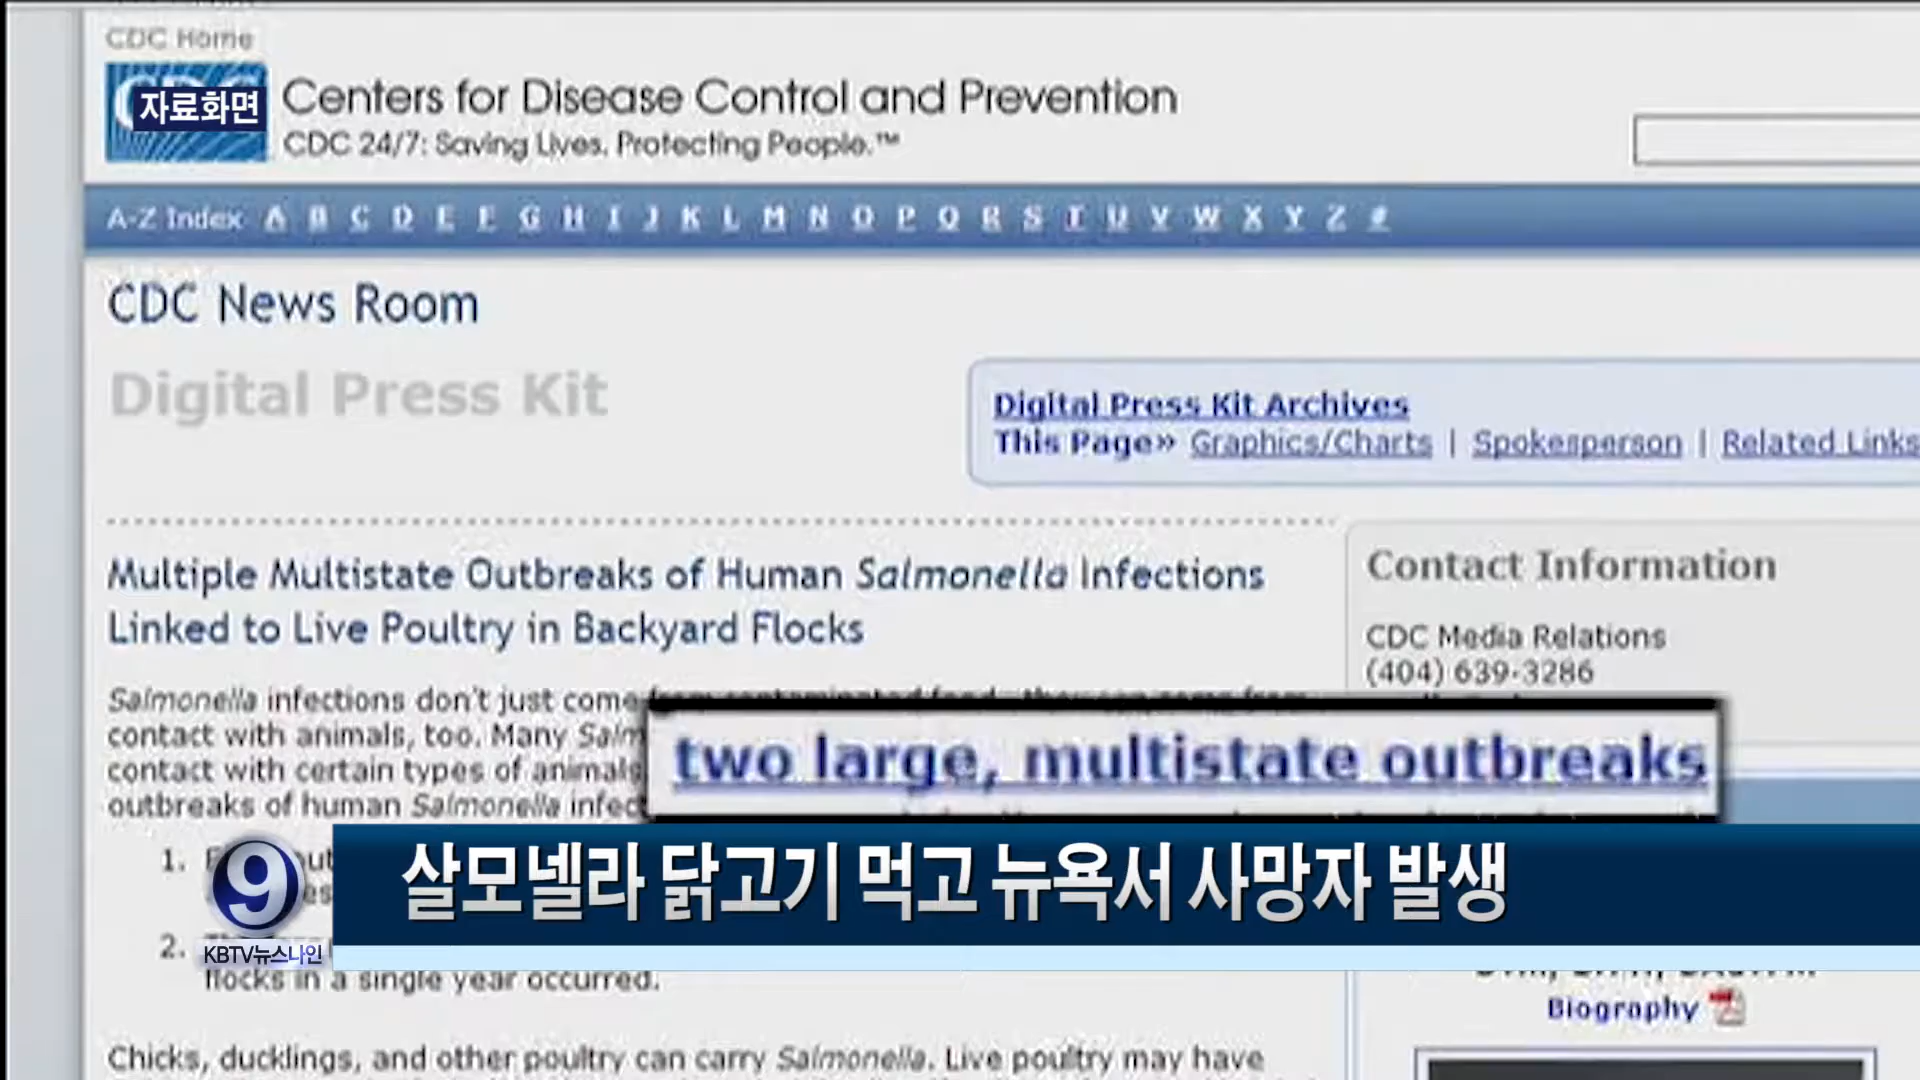 CDC Home
자료화면
Centers for Disease Control and Prevention
CDC 24/7: Saving Lives. Protecting People.™
A-Z Index A B C D E F G H I J K L M N O P Q R S T U V W X Y Z #
CDC News Room
Digital Press Kit
Digital Press Kit Archives
This Page» Graphics/Charts | Spokesperson | Related Links
Multiple Multistate Outbreaks of Human Salmonella Infections
Linked to Live Poultry in Backyard Flocks
Contact Information
CDC Media Relations
(404) 639-3286
Salmonella infections don't just come from contaminated food
contact with animals, too. Many
contact with certain types of animals
outbreaks of human Salmonella
two large, multistate outbreaks
1.
2.
flocks in a single year occurred.
9
KBTV뉴스나인
살모넬라 닭고기 먹고 뉴욕서 사망자 발생
Biography
Chicks, ducklings, and other poultry can carry Salmonella. Live poultry may have